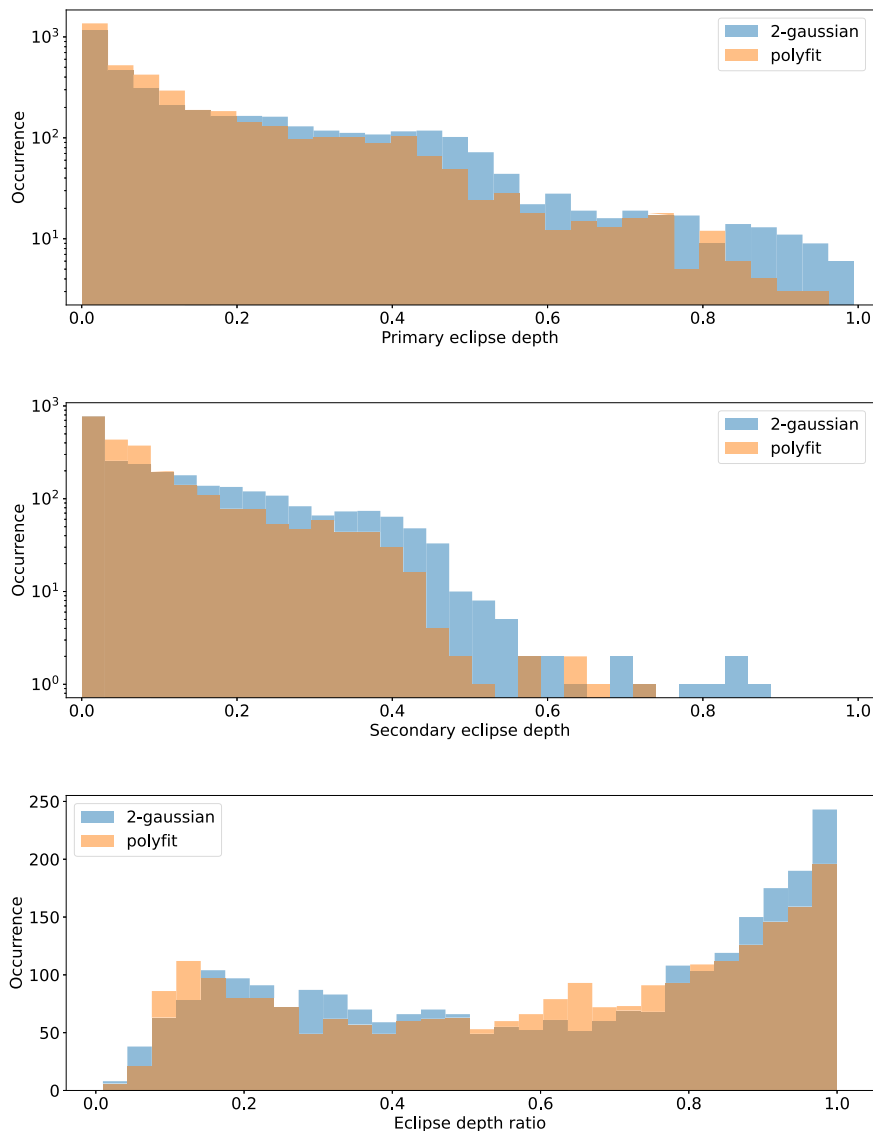 10³
10²
10¹
Occurrence
2-gaussian
polyfit
0.0 0.2 0.4 0.6 0.8 1.0
Primary eclipse depth
10³
10²
10¹
10⁰
Occurrence
2-gaussian
polyfit
0.0 0.2 0.4 0.6 0.8 1.0
Secondary eclipse depth
250
200
150
100
50
0
Occurrence
2-gaussian
polyfit
0.0 0.2 0.4 0.6 0.8 1.0
Eclipse depth ratio